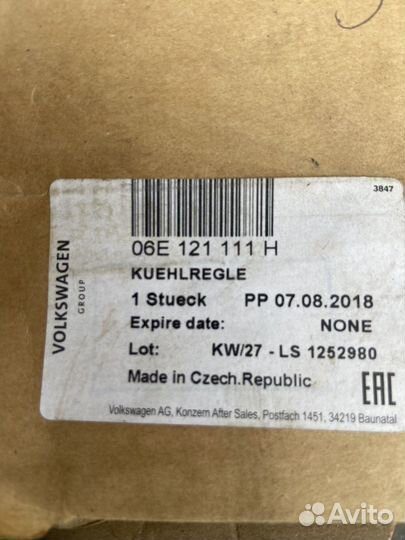 3847
VOLKSWAGEN
GROUP
06E 121 111 H
KUEHLREGLE
1 Stueck PP 07.08.2018
Expire date: NONE
Lot: KW/27 - LS 1252980
Made in Czech.Republic
EAC
Volkswagen AG, Konzern After Sales, Postfach 1451, 34219 Baunatal
Avito